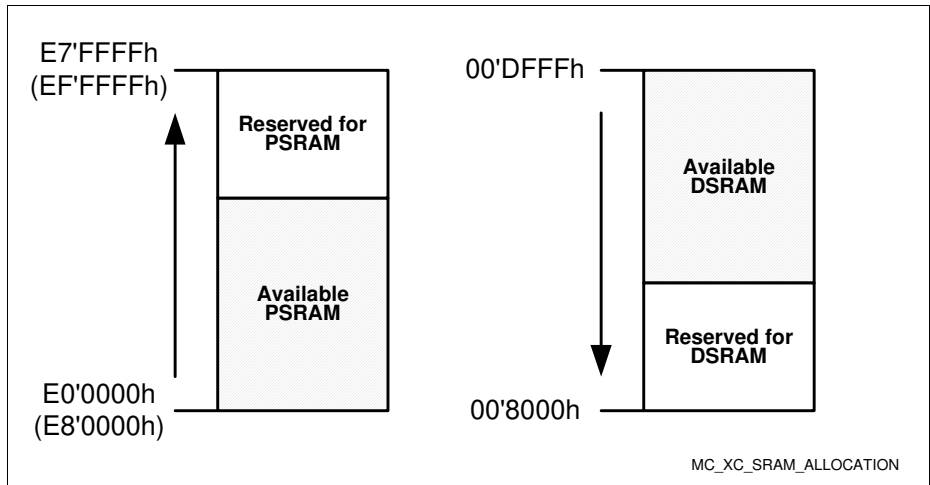 E7'FFFFh
(EF'FFFFh)
Reserved for
PSRAM
Available
PSRAM
E0'0000h
(E8'0000h)
00'DFFFh
Available
DSRAM
Reserved for
DSRAM
00'8000h
MC_XC_SRAM_ALLOCATION